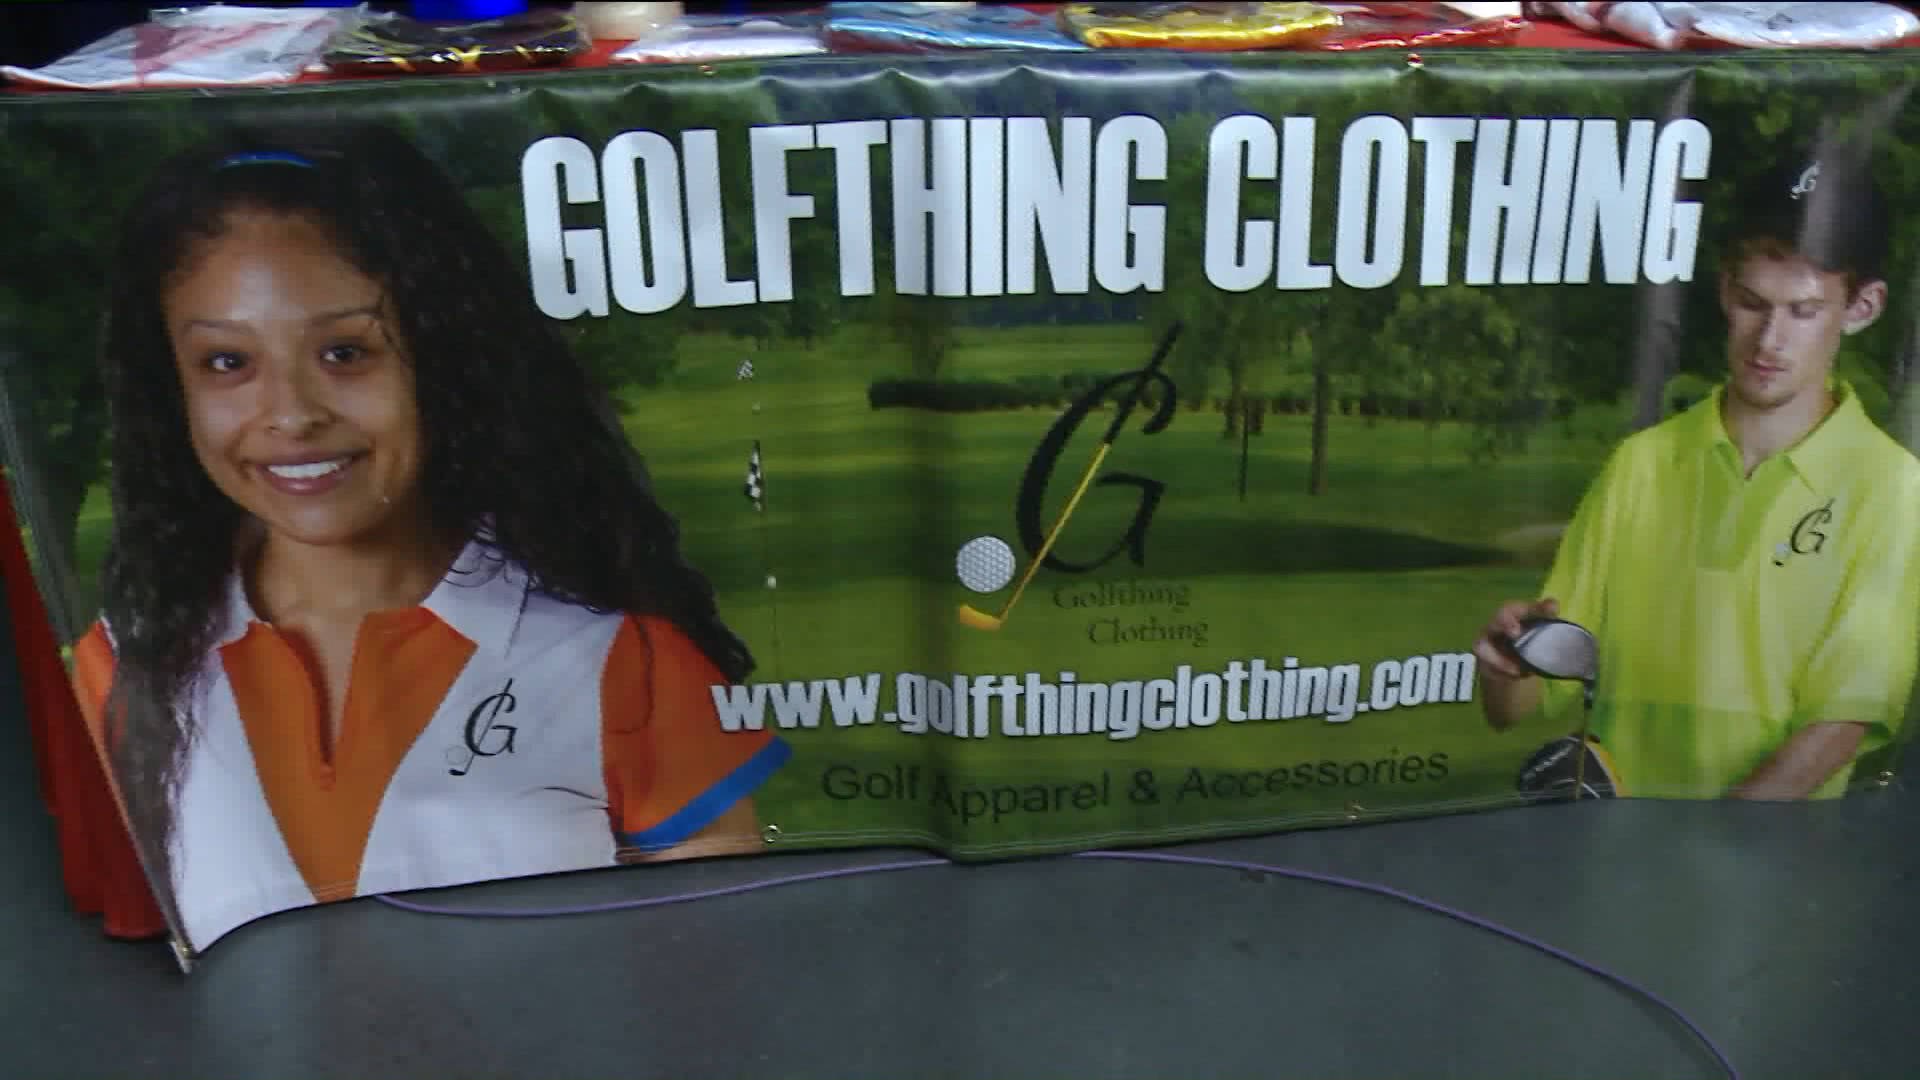 GOLFTHING CLOTHING
G
Golfthing
Clothing
www.golfthingclothing.com
Golf Apparel & Accessories
G
G
G